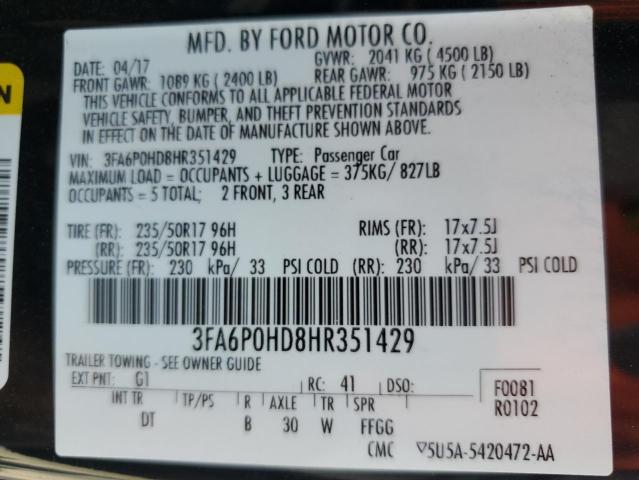 MFD. BY FORD MOTOR CO.
DATE: 04/17 GVWR: 2041 KG ( 4500 LB)
FRONT GAWR: 1089 KG ( 2400 LB) REAR GAWR: 975 KG ( 2150 LB)
THIS VEHICLE CONFORMS TO ALL APPLICABLE FEDERAL MOTOR
VEHICLE SAFETY, BUMPER, AND THEFT PREVENTION STANDARDS
IN EFFECT ON THE DATE OF MANUFACTURE SHOWN ABOVE.
VIN: 3FA6P0HD8HR351429 TYPE: Passenger Car
MAXIMUM LOAD = OCCUPANTS + LUGGAGE = 375KG/ 827LB
OCCUPANTS = 5 TOTAL; 2 FRONT, 3 REAR
TIRE (FR): 235/50R17 96H RIMS (FR): 17x7.5J
(RR): 235/50R17 96H (RR): 17x7.5J
PRESSURE (FR): 230 kPa/ 33 PSI COLD (RR): 230 kPa/ 33 PSI COLD
3FA6P0HD8HR351429
TRAILER TOWING - SEE OWNER GUIDE
EXT PNT: G1 RC: 41 DSO: F0081
INT TR TP/PS R AXLE TR SPR R0102
DT B 30 W FFGG
CMC ▽5U5A-5420472-AA
N